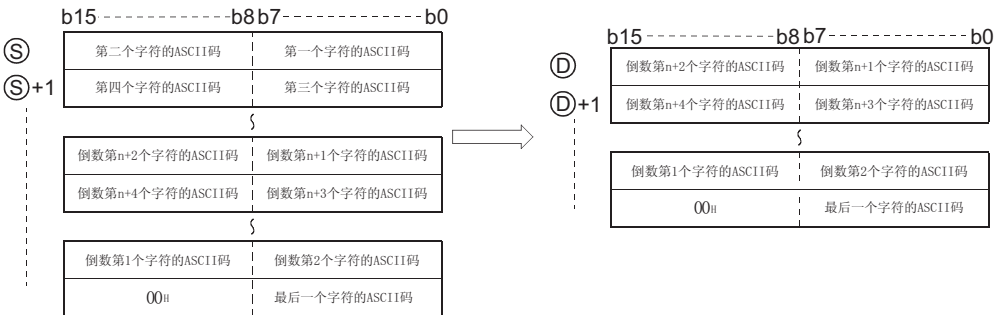 b15 b8 b7 b0
Ⓢ 第二个字符的ASCII码 第一个字符的ASCII码
Ⓢ+1 第四个字符的ASCII码 第三个字符的ASCII码
倒数第n+2个字符的ASCII码 倒数第n+1个字符的ASCII码
倒数第n+4个字符的ASCII码 倒数第n+3个字符的ASCII码
倒数第1个字符的ASCII码 倒数第2个字符的ASCII码
00H 最后一个字符的ASCII码
b15 b8 b7 b0
Ⓓ 倒数第n+2个字符的ASCII码 倒数第n+1个字符的ASCII码
Ⓓ+1 倒数第n+4个字符的ASCII码 倒数第n+3个字符的ASCII码
倒数第1个字符的ASCII码 倒数第2个字符的ASCII码
00H 最后一个字符的ASCII码